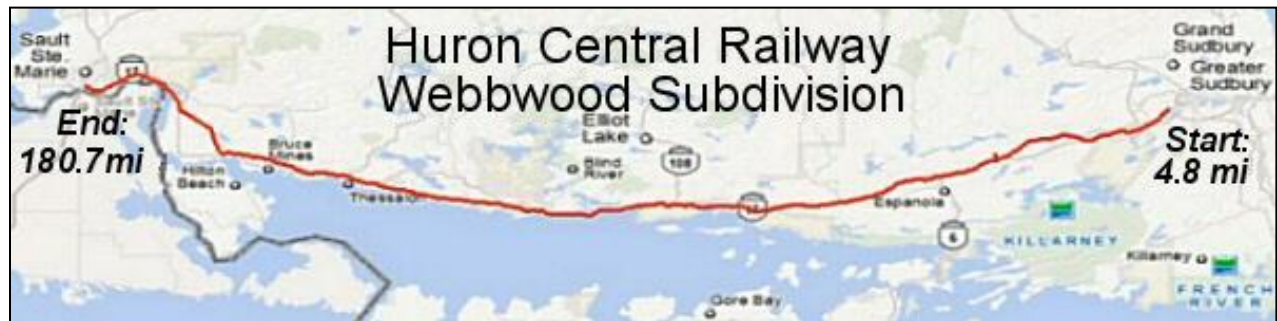 Huron Central Railway
Webbwood Subdivision
Sault
Ste.
Marie
17
End:
180.7mi
Bruce
Mines
Hilton
Beach
Thessalon
Elliot
Lake
Blind
River
108
Espanola
6
KILLARNEY
Gore Bay
Grand
Sudbury
Greater
Sudbury
Start:
4.8 mi
Killarney
FRENCH
RIVER